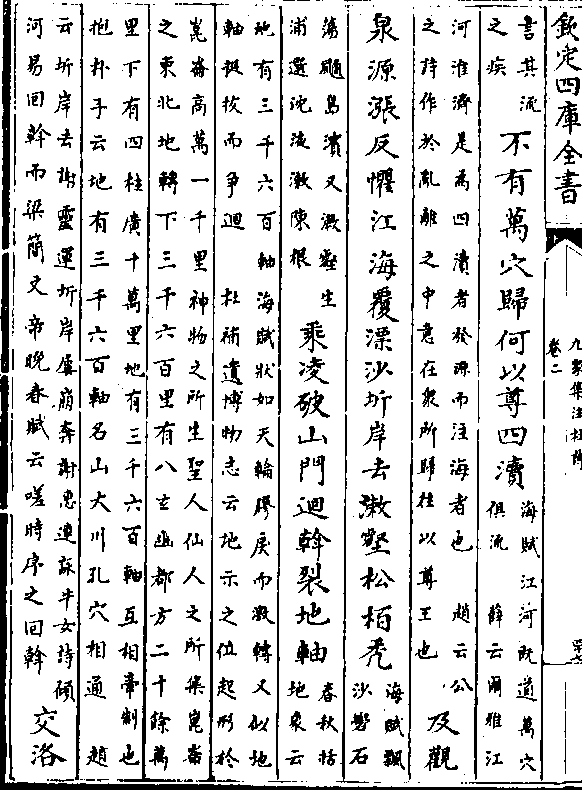 欽定四庫全書
九家集注杜詩
卷二
言其流
之疾
不有萬穴歸何以尊四瀆
海賦江河既道萬穴
俱流　薛云爾雅江
河淮濟是為四瀆者發源而注海者也　趙云公
之詩作於亂離之中意在衆所歸往以尊王也
及觀
泉源漲反懼江海覆漂沙圻岸去漱壑松栢秃
海賦飄
沙礐石
蕩颺島濱又漱壑生
浦選沈流漱陳根
乘凌破山門迴斡裂地軸
春秋括
地象云
地有三千六百軸海賦狀如天輪膠戾而激轉又似地
軸挺拔而爭迴　杜補遺博物志云地示之位起形於
崑崙高萬一千里神物之所生聖人仙人之所集崑崙
之東北地轉下三千六百里有八玄幽都方二十餘萬
里下有四柱廣十萬里地有三千六百軸互相牽制也
抱朴子云地有三千六百軸名山大川孔穴相通　趙
云圻岸去謝靈運圻岸屢崩奔謝惠連詠牛女詩傾
河易回斡而梁簡文帝晚春賦云嗟時序之回斡
交洛